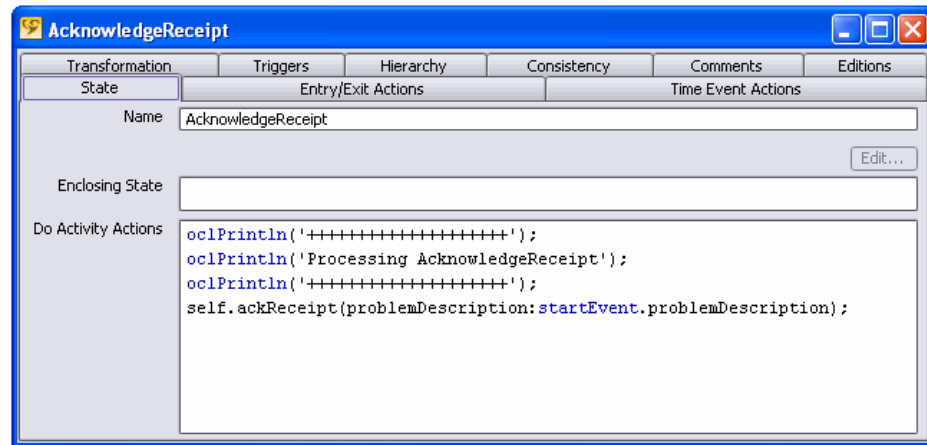 AcknowledgeReceipt
Transformation Triggers Hierarchy Consistency Comments Editions
State Entry/Exit Actions Time Event Actions
Name AcknowledgeReceipt
Edit...
Enclosing State
Do Activity Actions
oclPrintln('+++++++++++++++++++++');
oclPrintln('Processing AcknowledgeReceipt');
oclPrintln('+++++++++++++++++++++');
self.ackReceipt(problemDescription:startEvent.problemDescription);